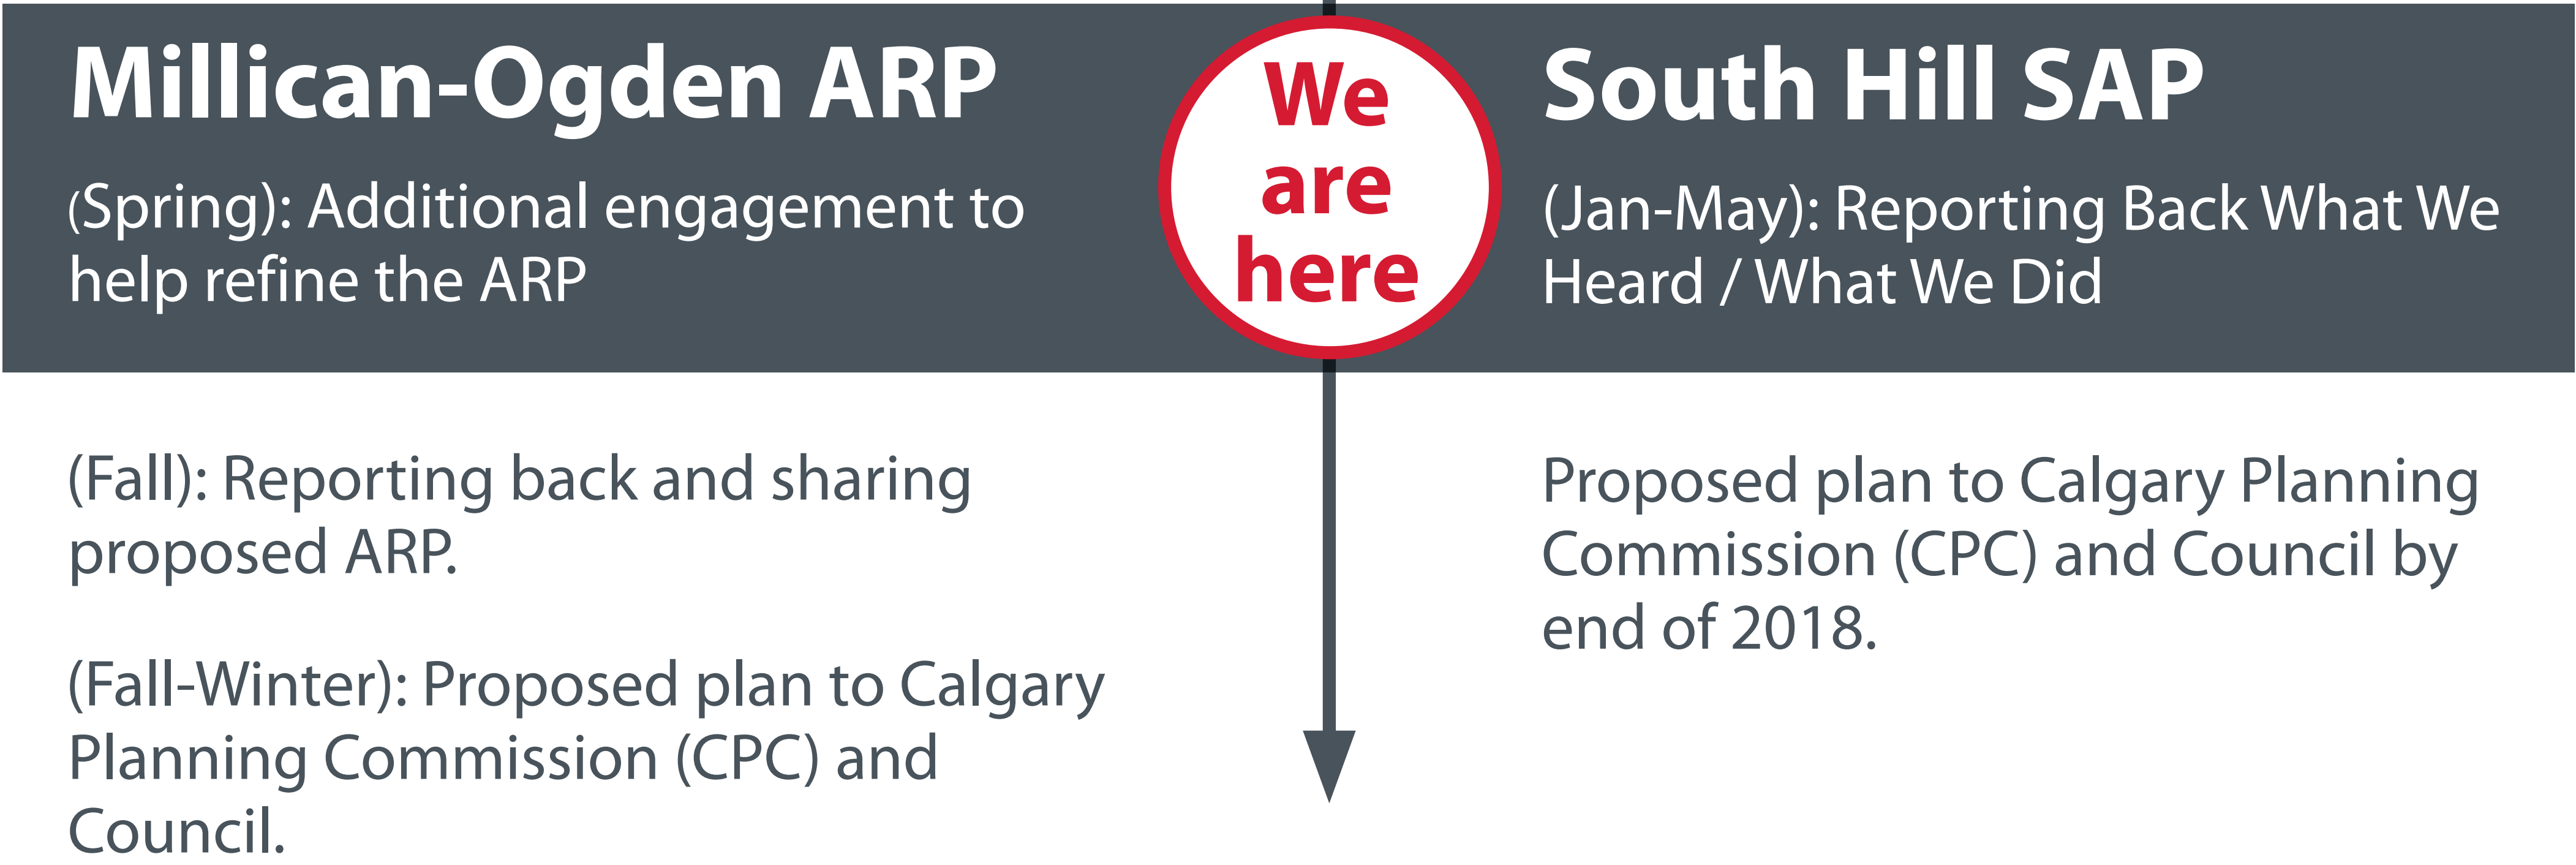 Millican-Ogden ARP
(Spring): Additional engagement to
help refine the ARP
(Fall): Reporting back and sharing
proposed ARP.
(Fall-Winter): Proposed plan to Calgary
Planning Commission (CPC) and
Council.
We
are
here
South Hill SAP
(Jan-May): Reporting Back What We
Heard / What We Did
Proposed plan to Calgary Planning
Commission (CPC) and Council by
end of 2018.